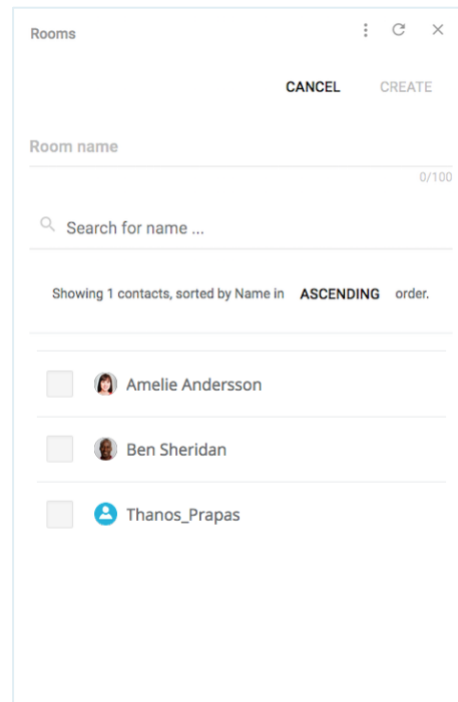 Rooms
CANCEL CREATE
Room name
0/100
Search for name ...
Showing 1 contacts, sorted by Name in ASCENDING order.
Amelie Andersson
Ben Sheridan
Thanos_Prapas